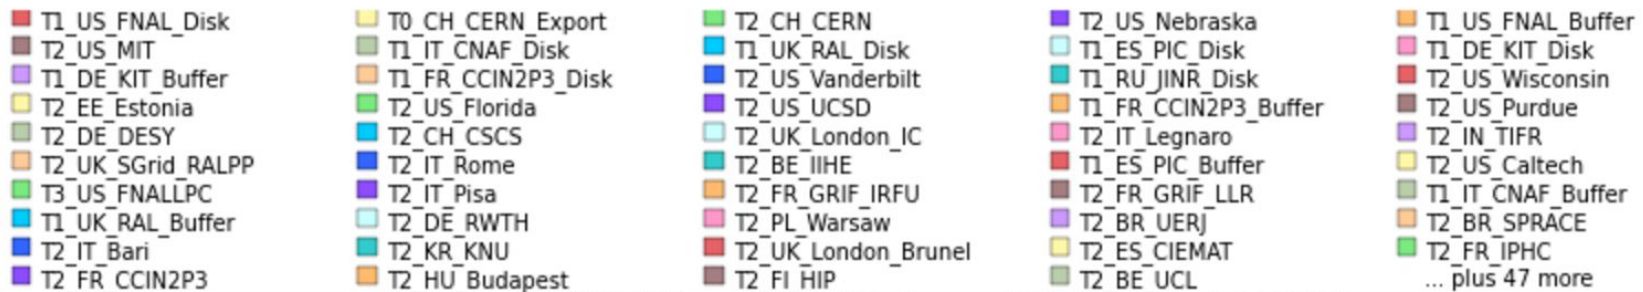 T1_US_FNAL_Disk T0_CH_CERN_Export T2_CH_CERN T2_US_Nebraska T1_US_FNAL_Buffer
T2_US_MIT T1_IT_CNAF_Disk T1_UK_RAL_Disk T1_ES_PIC_Disk T1_DE_KIT_Disk
T1_DE_KIT_Buffer T1_FR_CCIN2P3_Disk T2_US_Vanderbilt T1_RU_JINR_Disk T2_US_Wisconsin
T2_EE_Estonia T2_US_Florida T2_US_UCSD T1_FR_CCIN2P3_Buffer T2_US_Purdue
T2_DE_DESY T2_CH_CSCS T2_UK_London_IC T2_IT_Legnaro T2_IN_TIFR
T2_UK_SGrid_RALPP T2_IT_Rome T2_BE_IIHE T1_ES_PIC_Buffer T2_US_Caltech
T3_US_FNALLPC T2_IT_Pisa T2_FR_GRIF_IRFU T2_FR_GRIF_LLR T1_IT_CNAF_Buffer
T1_UK_RAL_Buffer T2_DE_RWTH T2_PL_Warsaw T2_BR_UERJ T2_BR_SPRACE
T2_IT_Bari T2_KR_KNU T2_UK_London_Brunel T2_ES_CIEMAT T2_FR_IPHC
T2_FR_CCIN2P3 T2_HU_Budapest T2_FI_HIP T2_BE_UCL ... plus 47 more